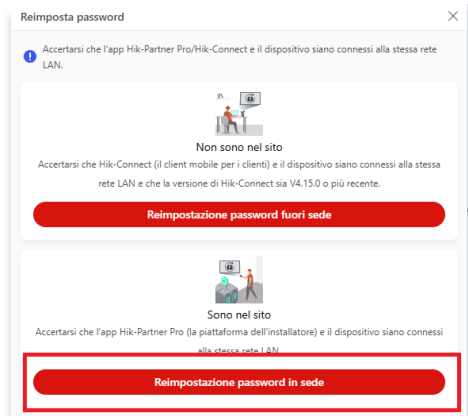 Reimposta password
Accertarsi che l'app Hik-Partner Pro/Hik-Connect e il dispositivo siano connessi alla stessa rete
LAN.
Non sono nel sito
Accertarsi che Hik-Connect (il client mobile per i clienti) e il dispositivo siano connessi alla stessa
rete LAN e che la versione di Hik-Connect sia V4.15.0 o più recente.
Reimpostazione password fuori sede
Sono nel sito
Accertarsi che l'app Hik-Partner Pro (la piattaforma dell'installatore) e il dispositivo siano connessi
alla stessa rete LAN
Reimpostazione password in sede